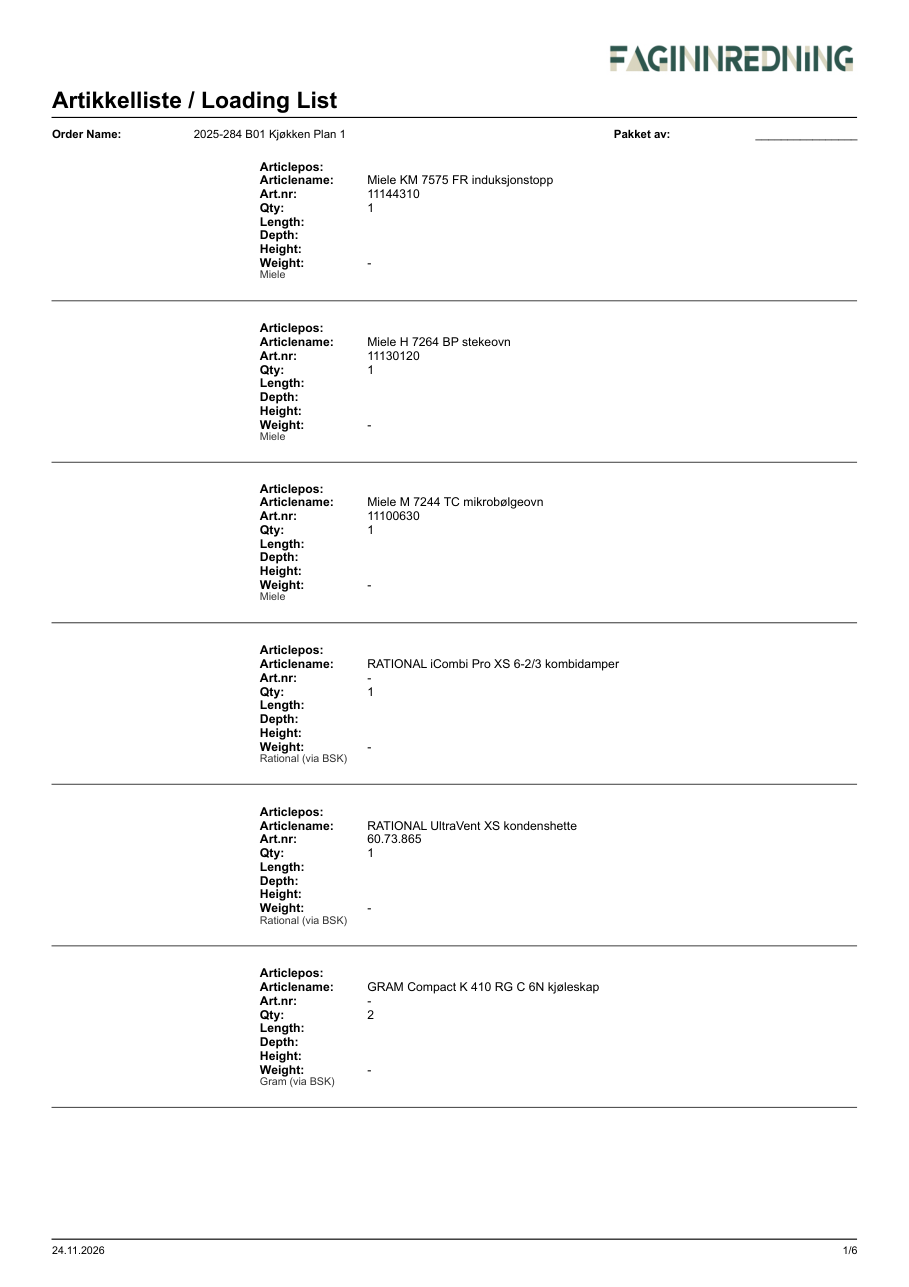 FAGINNREDNING
Artikkelliste / Loading List
Order Name: 2025-284 B01 Kjøkken Plan 1 Pakket av: ________________
Articlepos:
Articlename: Miele KM 7575 FR induksjonstopp
Art.nr: 11144310
Qty: 1
Length:
Depth:
Height:
Weight: -
Miele
Articlepos:
Articlename: Miele H 7264 BP stekeovn
Art.nr: 11130120
Qty: 1
Length:
Depth:
Height:
Weight: -
Miele
Articlepos:
Articlename: Miele M 7244 TC mikrobølgeovn
Art.nr: 11100630
Qty: 1
Length:
Depth:
Height:
Weight: -
Miele
Articlepos:
Articlename: RATIONAL iCombi Pro XS 6-2/3 kombidamper
Art.nr: -
Qty: 1
Length:
Depth:
Height:
Weight: -
Rational (via BSK)
Articlepos:
Articlename: RATIONAL UltraVent XS kondenshette
Art.nr: 60.73.865
Qty: 1
Length:
Depth:
Height:
Weight: -
Rational (via BSK)
Articlepos:
Articlename: GRAM Compact K 410 RG C 6N kjøleskap
Art.nr: -
Qty: 2
Length:
Depth:
Height:
Weight: -
Gram (via BSK)
24.11.2026 1/6